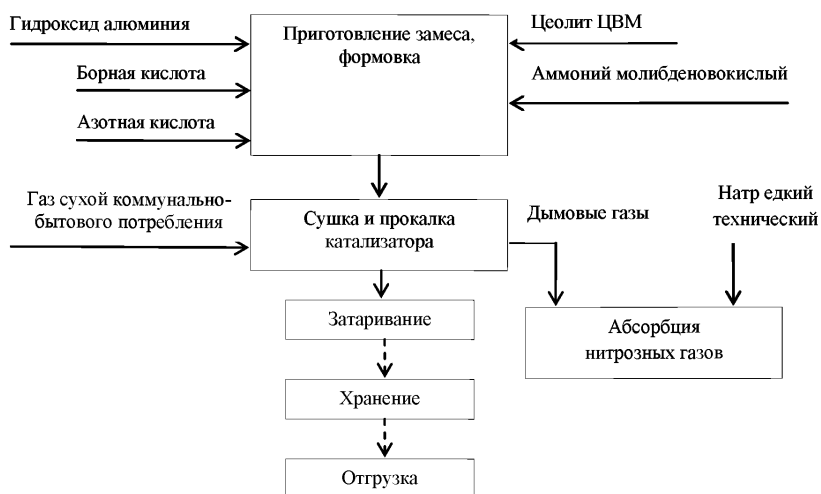 Гидроксид алюминия
Приготовление замеса,
формовка
Цеолит ЦВМ
Борная кислота
Аммоний молибденовокислый
Азотная кислота
Газ сухой коммунально-
бытового потребления
Сушка и прокалка
катализатора
Дымовые газы
Натр едкий
технический
Затаривание
Абсорбция
нитрозных газов
Хранение
Отгрузка